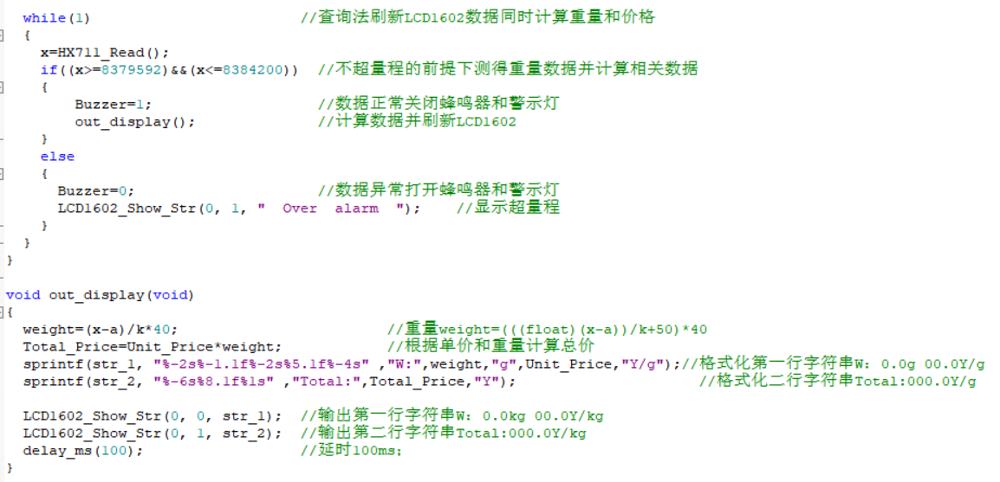 while(1) //查询法刷新LCD1602数据同时计算重量和价格
{
x=HX711_Read();
if((x>=8379592)&&(x<=8384200)) //不超量程的前提下测得重量数据并计算相关数据
{
Buzzer=1; //数据正常关闭蜂鸣器和警示灯
out_display(); //计算数据并刷新LCD1602
}
else
{
Buzzer=0; //数据异常打开蜂鸣器和警示灯
LCD1602_Show_Str(0, 1, "  Over  alarm  "); //显示超量程
}
}
}
void out_display(void)
{
weight=(x-a)/k*40; //重量weight=(((float)(x-a))/k+50)*40
Total_Price=Unit_Price*weight; //根据单价和重量计算总价
sprintf(str_1, "%-2s%-1.1f%-2s%5.1f%-4s" ,"W:",weight,"g",Unit_Price,"Y/g");//格式化第一行字符串W: 0.0g 00.0Y/g
sprintf(str_2, "%-6s%8.1f%1s" ,"Total:",Total_Price,"Y"); //格式化二行字符串Total:000.0Y/g
LCD1602_Show_Str(0, 0, str_1); //输出第一行字符串W: 0.0kg 00.0Y/kg
LCD1602_Show_Str(0, 1, str_2); //输出第二行字符串Total:000.0Y/kg
delay_ms(100); //延时100ms;
}